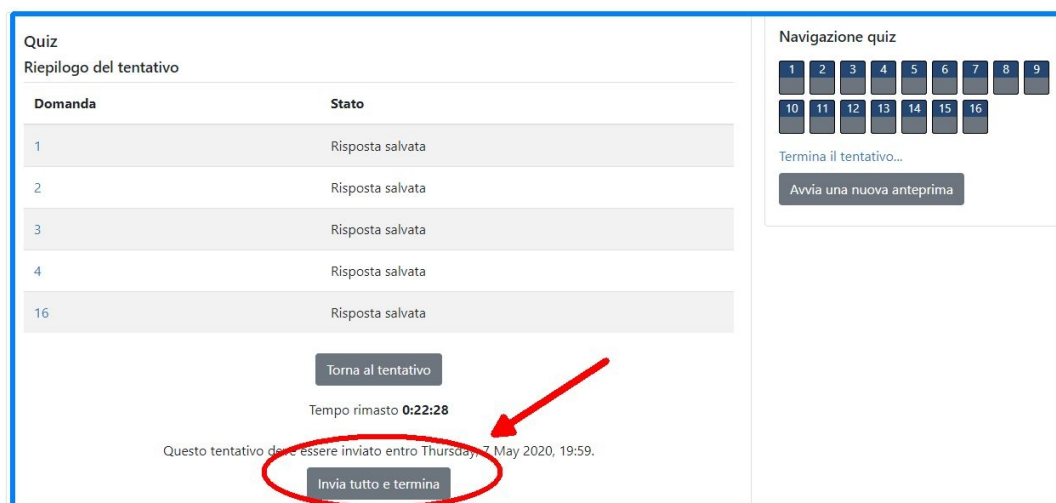 Quiz
Riepilogo del tentativo
Domanda Stato
1 Risposta salvata
2 Risposta salvata
3 Risposta salvata
4 Risposta salvata
16 Risposta salvata
Torna al tentativo
Tempo rimasto 0:22:28
Questo tentativo deve essere inviato entro Thursday, 7 May 2020, 19:59.
Invia tutto e termina
Navigazione quiz
1 2 3 4 5 6 7 8 9
10 11 12 13 14 15 16
Termina il tentativo...
Avvia una nuova anteprima